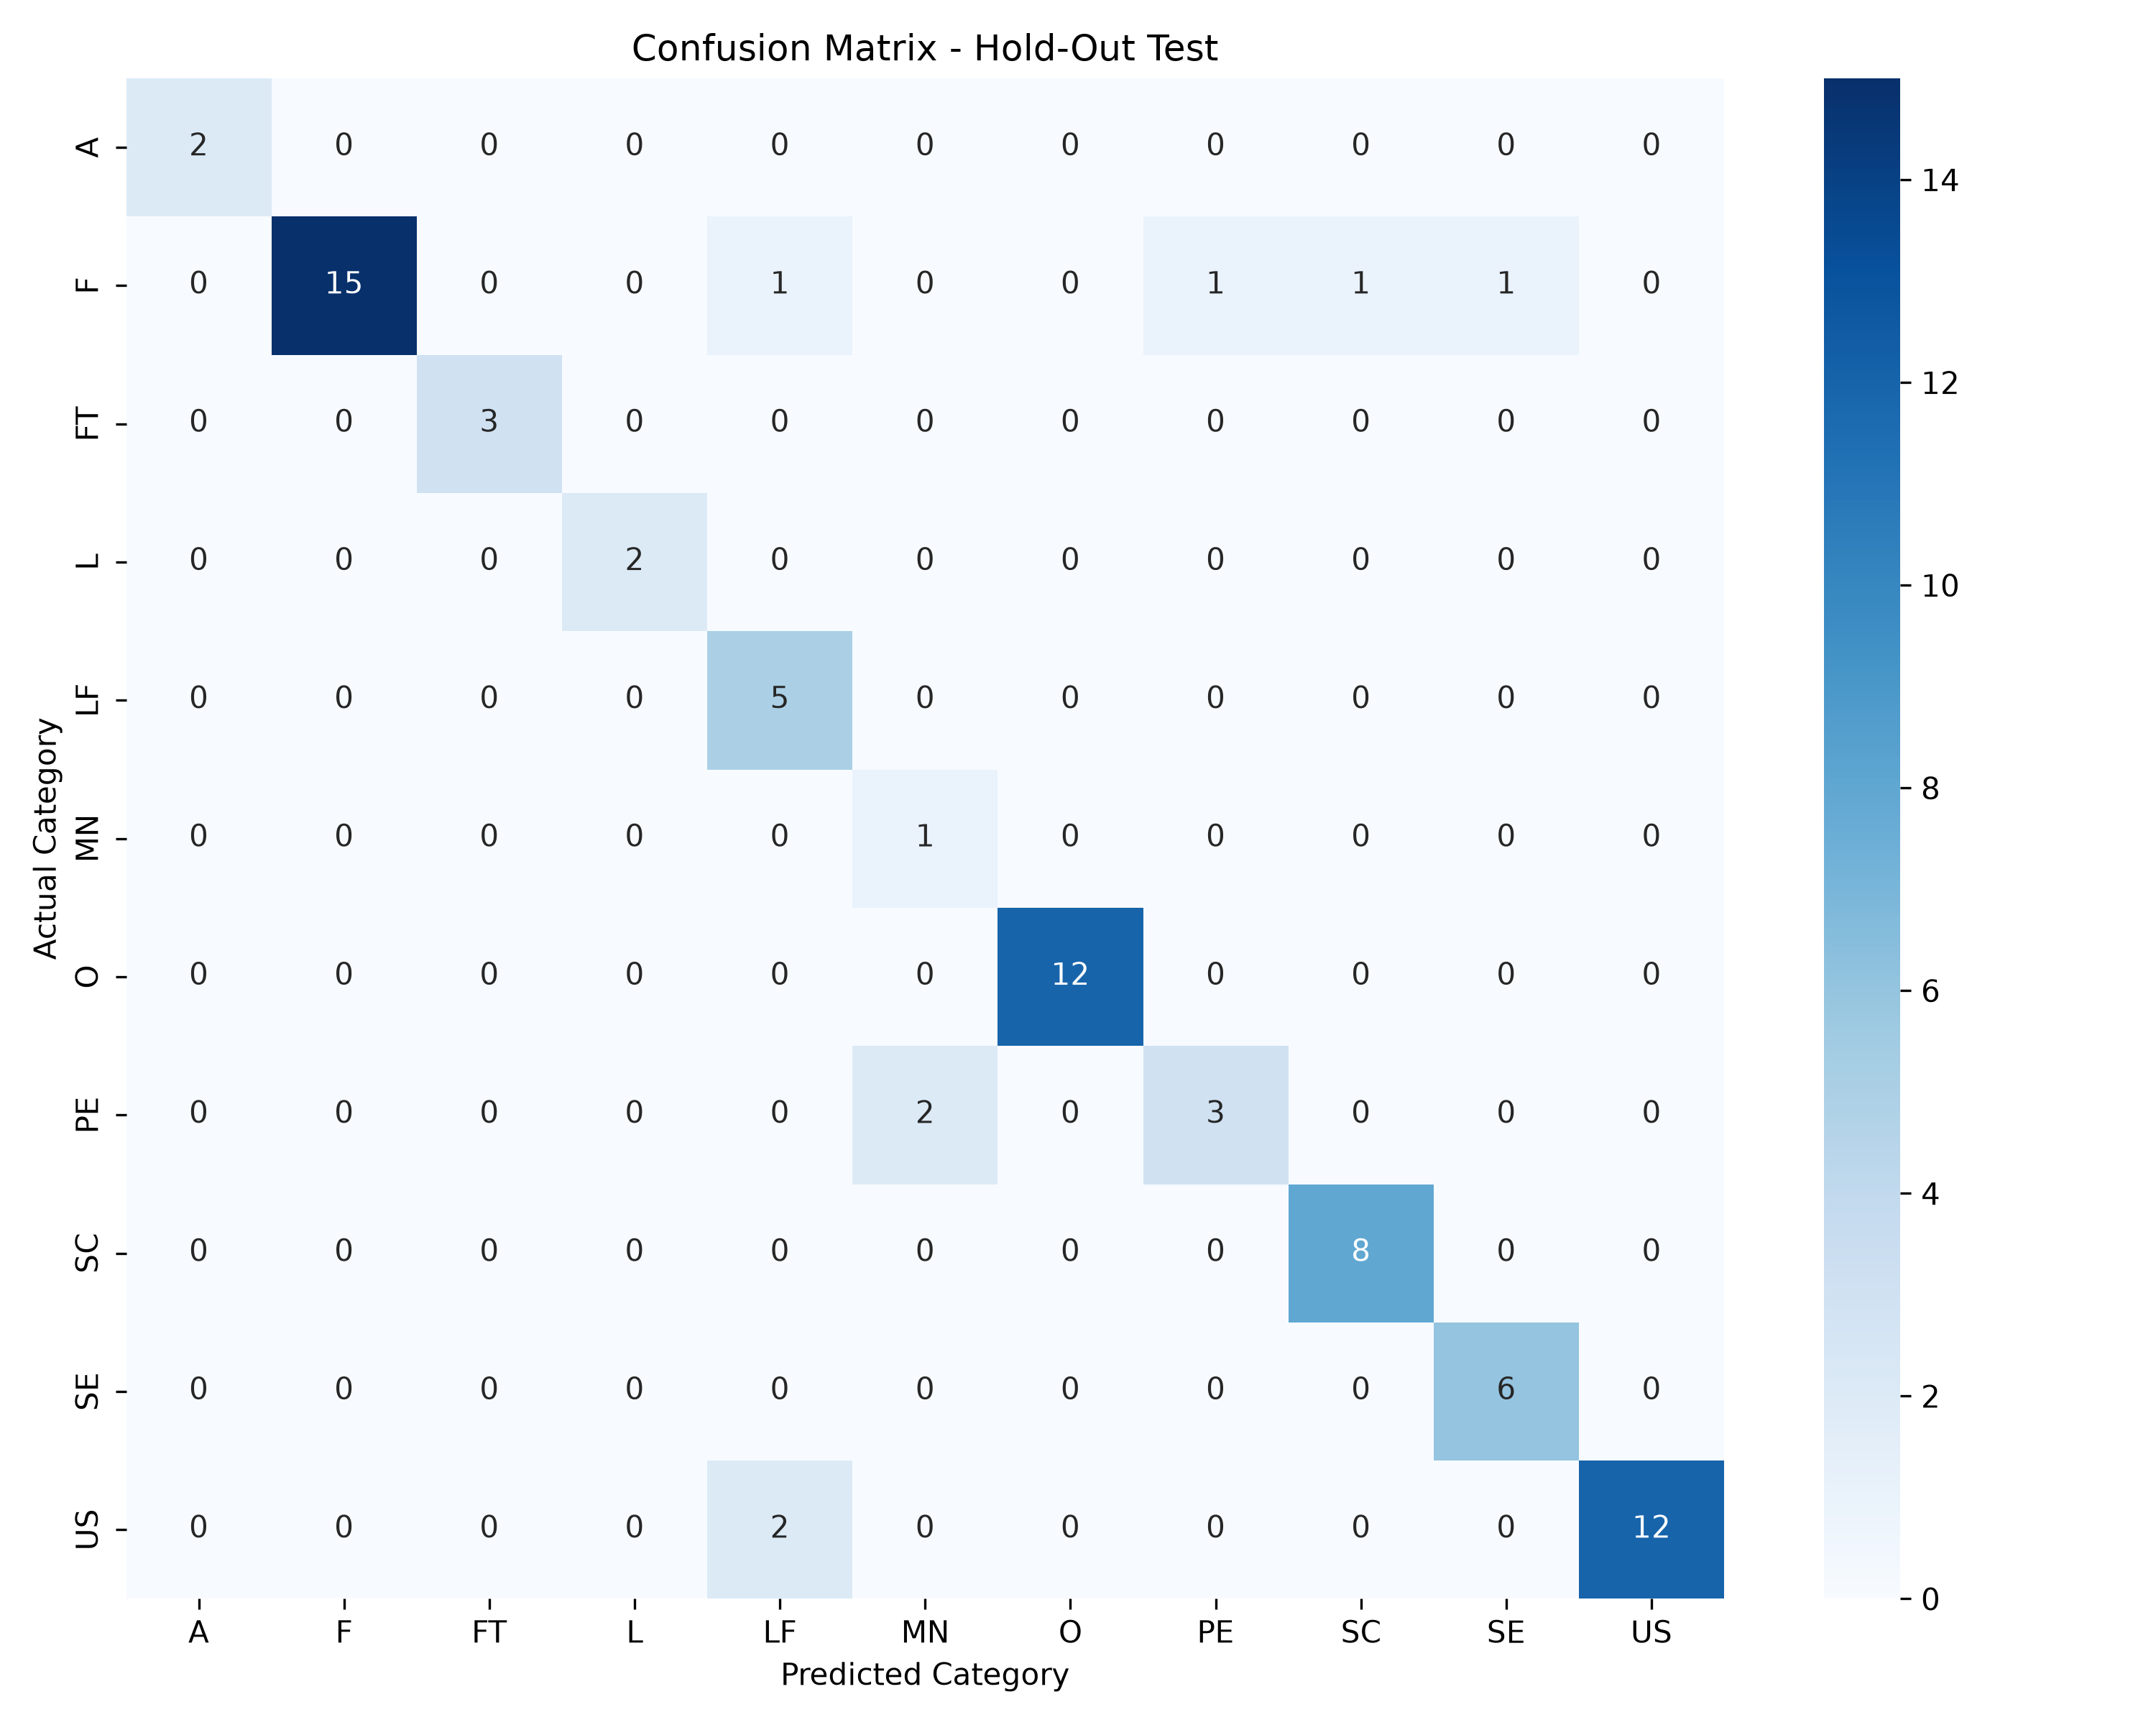 Confusion Matrix - Hold-Out Test
A 2 0 0 0 0 0 0 0 0 0 0
F 0 15 0 0 1 0 0 1 1 1 0
FT 0 0 3 0 0 0 0 0 0 0 0
L 0 0 0 2 0 0 0 0 0 0 0
LF 0 0 0 0 5 0 0 0 0 0 0
MN 0 0 0 0 0 1 0 0 0 0 0
O 0 0 0 0 0 0 12 0 0 0 0
PE 0 0 0 0 0 2 0 3 0 0 0
SC 0 0 0 0 0 0 0 0 8 0 0
SE 0 0 0 0 0 0 0 0 0 6 0
US 0 0 0 0 2 0 0 0 0 0 12
A F FT L LF MN O PE SC SE US
Predicted Category
Actual Category
14
12
10
8
6
4
2
0